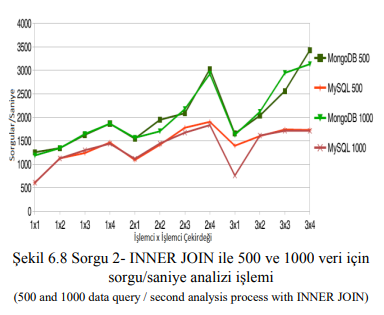 4000
3500
3000
2500
2000
1500
1000
500
0
Sorgular/Saniye
1x1 1x2 1x3 1x4 2x1 2x2 2x3 2x4 3x1 3x2 3x3 3x4
İşlemci x İşlemci Çekirdeği
MongoDB 500
MySQL 500
MongoDB 1000
MySQL 1000
Şekil 6.8 Sorgu 2- INNER JOIN ile 500 ve 1000 veri için
sorgu/saniye analizi işlemi
(500 and 1000 data query / second analysis process with INNER JOIN)